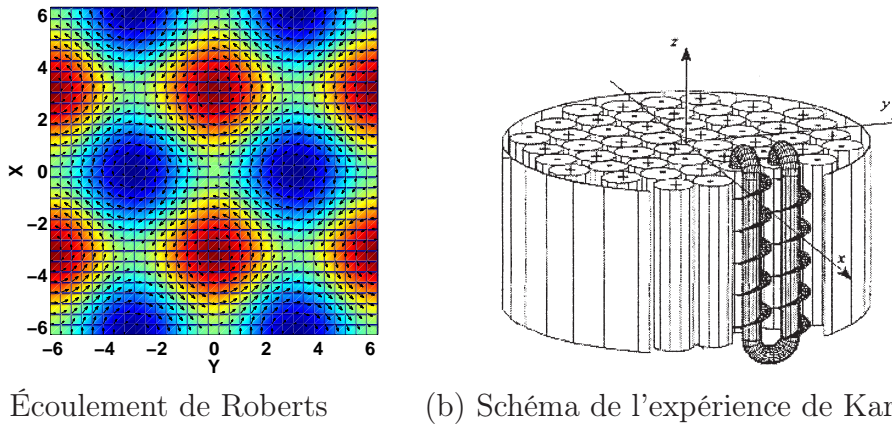 6
4
2
0
−2
−4
−6
X
−6 −4 −2 0 2 4 6
Y
z
y
x
Écoulement de Roberts
(b) Schéma de l'expérience de Kar